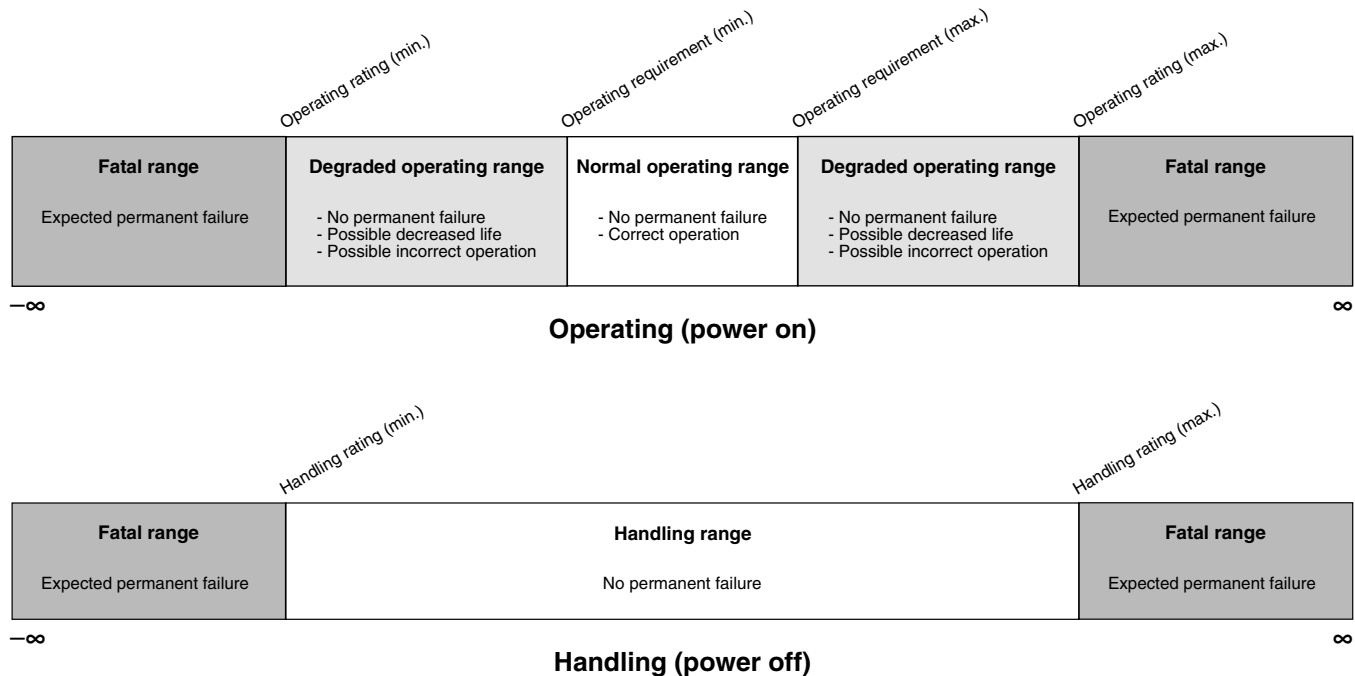 Operating rating (min.)
Operating requirement (min.)
Operating requirement (max.)
Operating rating (max.)
Fatal range
Expected permanent failure
Degraded operating range
- No permanent failure
- Possible decreased life
- Possible incorrect operation
Normal operating range
- No permanent failure
- Correct operation
Degraded operating range
- No permanent failure
- Possible decreased life
- Possible incorrect operation
Fatal range
Expected permanent failure
–∞
∞
Operating (power on)
Handling rating (min.)
Handling rating (max.)
Fatal range
Expected permanent failure
Handling range
No permanent failure
Fatal range
Expected permanent failure
–∞
∞
Handling (power off)